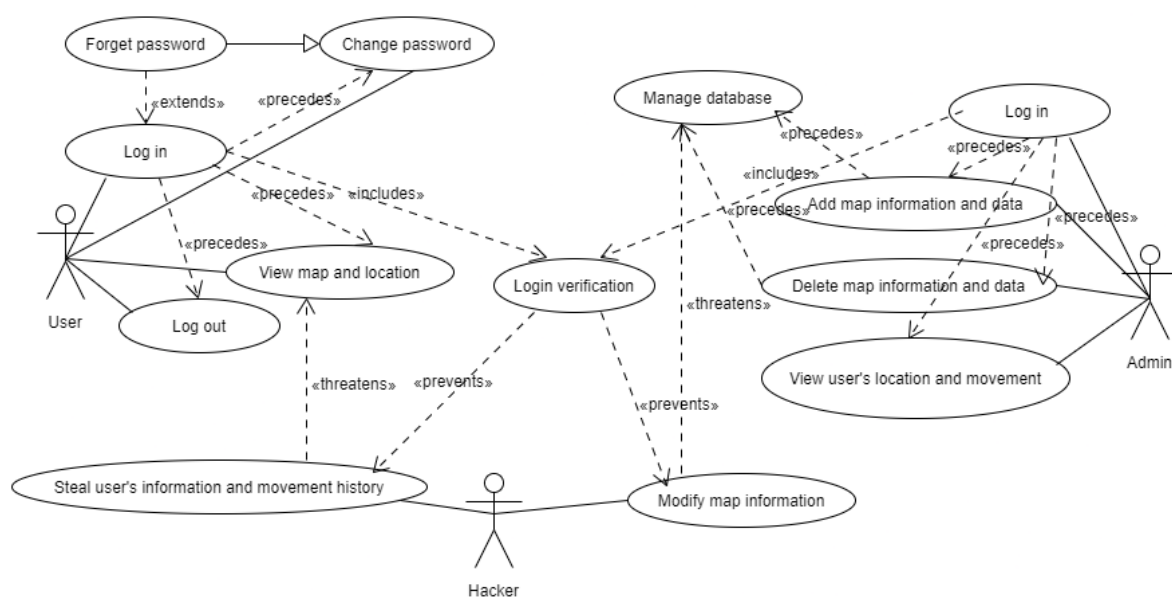 Forget password
Change password
«extends»
«precedes»
Manage database
Log in
Log in
«precedes»
«precedes»
«precedes»
«includes»
«includes»
«precedes»
Add map information and data
«precedes»
«precedes»
«precedes»
«precedes»
View map and location
Login verification
Delete map information and data
«threatens»
User
Log out
Admin
View user's location and movement
«threatens»
«prevents»
«prevents»
Steal user's information and movement history
Modify map information
Hacker